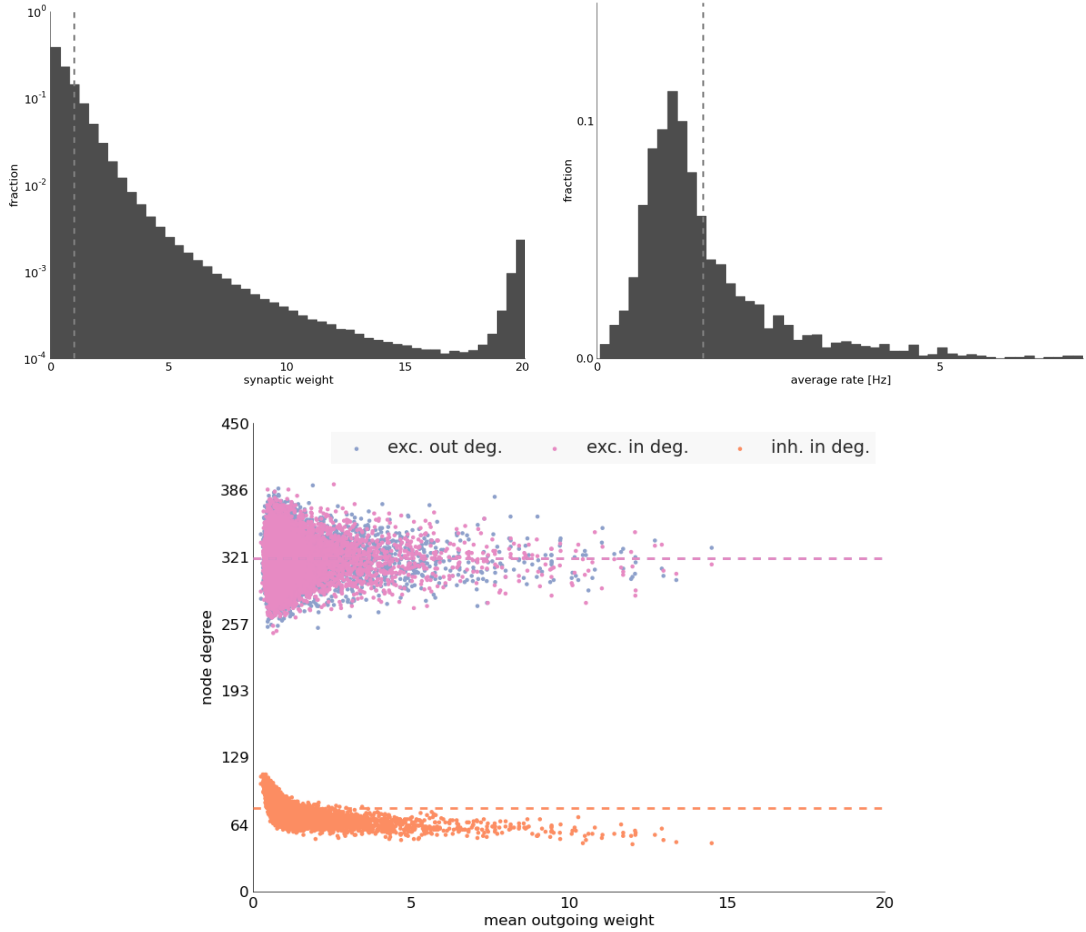 10^0
10^-1
10^-2
10^-3
10^-4
fraction
0 5 10 15 20
synaptic weight
0.1
0.0
fraction
0 5
average rate [Hz]
exc. out deg. exc. in deg. inh. in deg.
450
386
321
257
193
129
64
0
node degree
0 5 10 15 20
mean outgoing weight